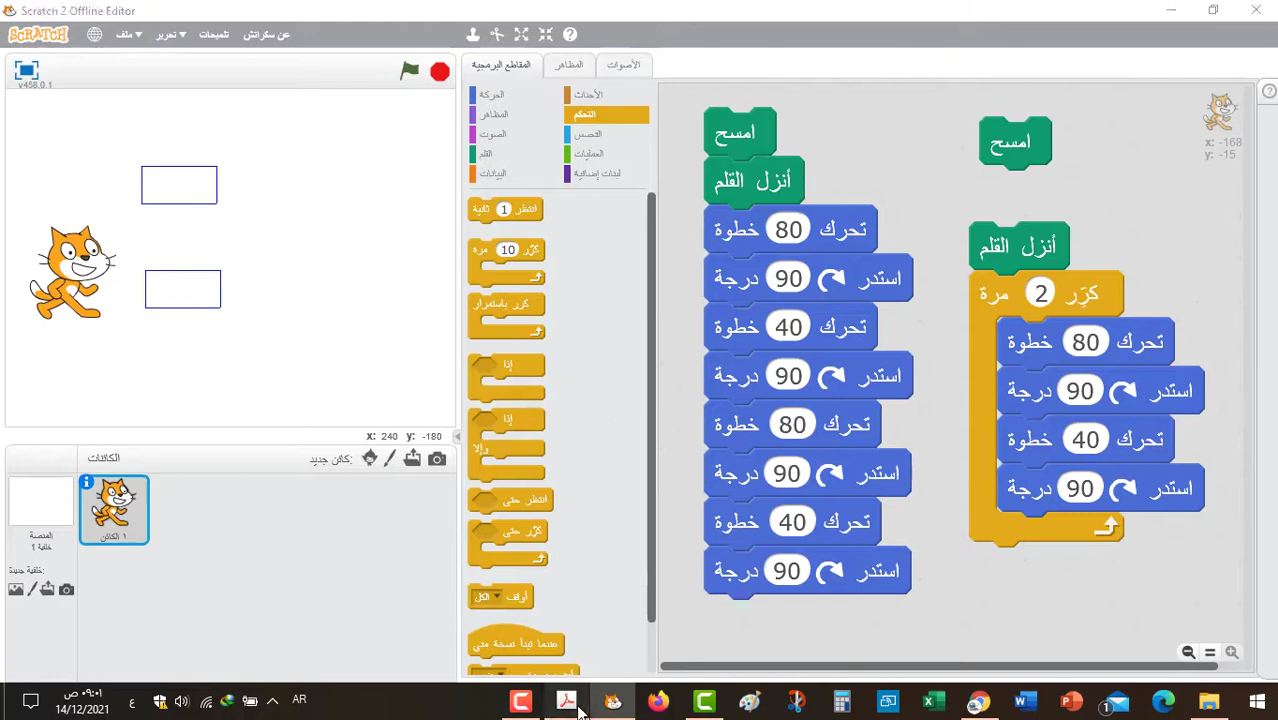 Scratch 2 Offline Editor
SCRATCH
ملف
تحرير
تلميحات
عن سكراتش
v458.0.1
المقاطع البرمجية
المظاهر
الأصوات
الحركة
المظاهر
الصوت
القلم
البيانات
الأحداث
التحكم
التحسس
العمليات
لبنات إضافية
انتظر 1 ثانية
كرّر 10 مرة
كرر باستمرار
إذا
إذا
وإلا
انتظر حتى
كرّر حتى
أوقف الكل
عندما تبدأ نسخة مني
امسح
أنزل القلم
تحرك 80 خطوة
استدر 90 درجة
تحرك 40 خطوة
استدر 90 درجة
تحرك 80 خطوة
استدر 90 درجة
تحرك 40 خطوة
استدر 90 درجة
امسح
أنزل القلم
كرّر 2 مرة
تحرك 80 خطوة
استدر 90 درجة
تحرك 40 خطوة
استدر 90 درجة
x: -168
y: -15
x: 240 y: -180
الكائنات
كائن جديد:
المنصة
خلفية 1
خلفية جديدة:
الكائن ١
٠٩:٠١ ص
14/12/2021
ع
AR
1